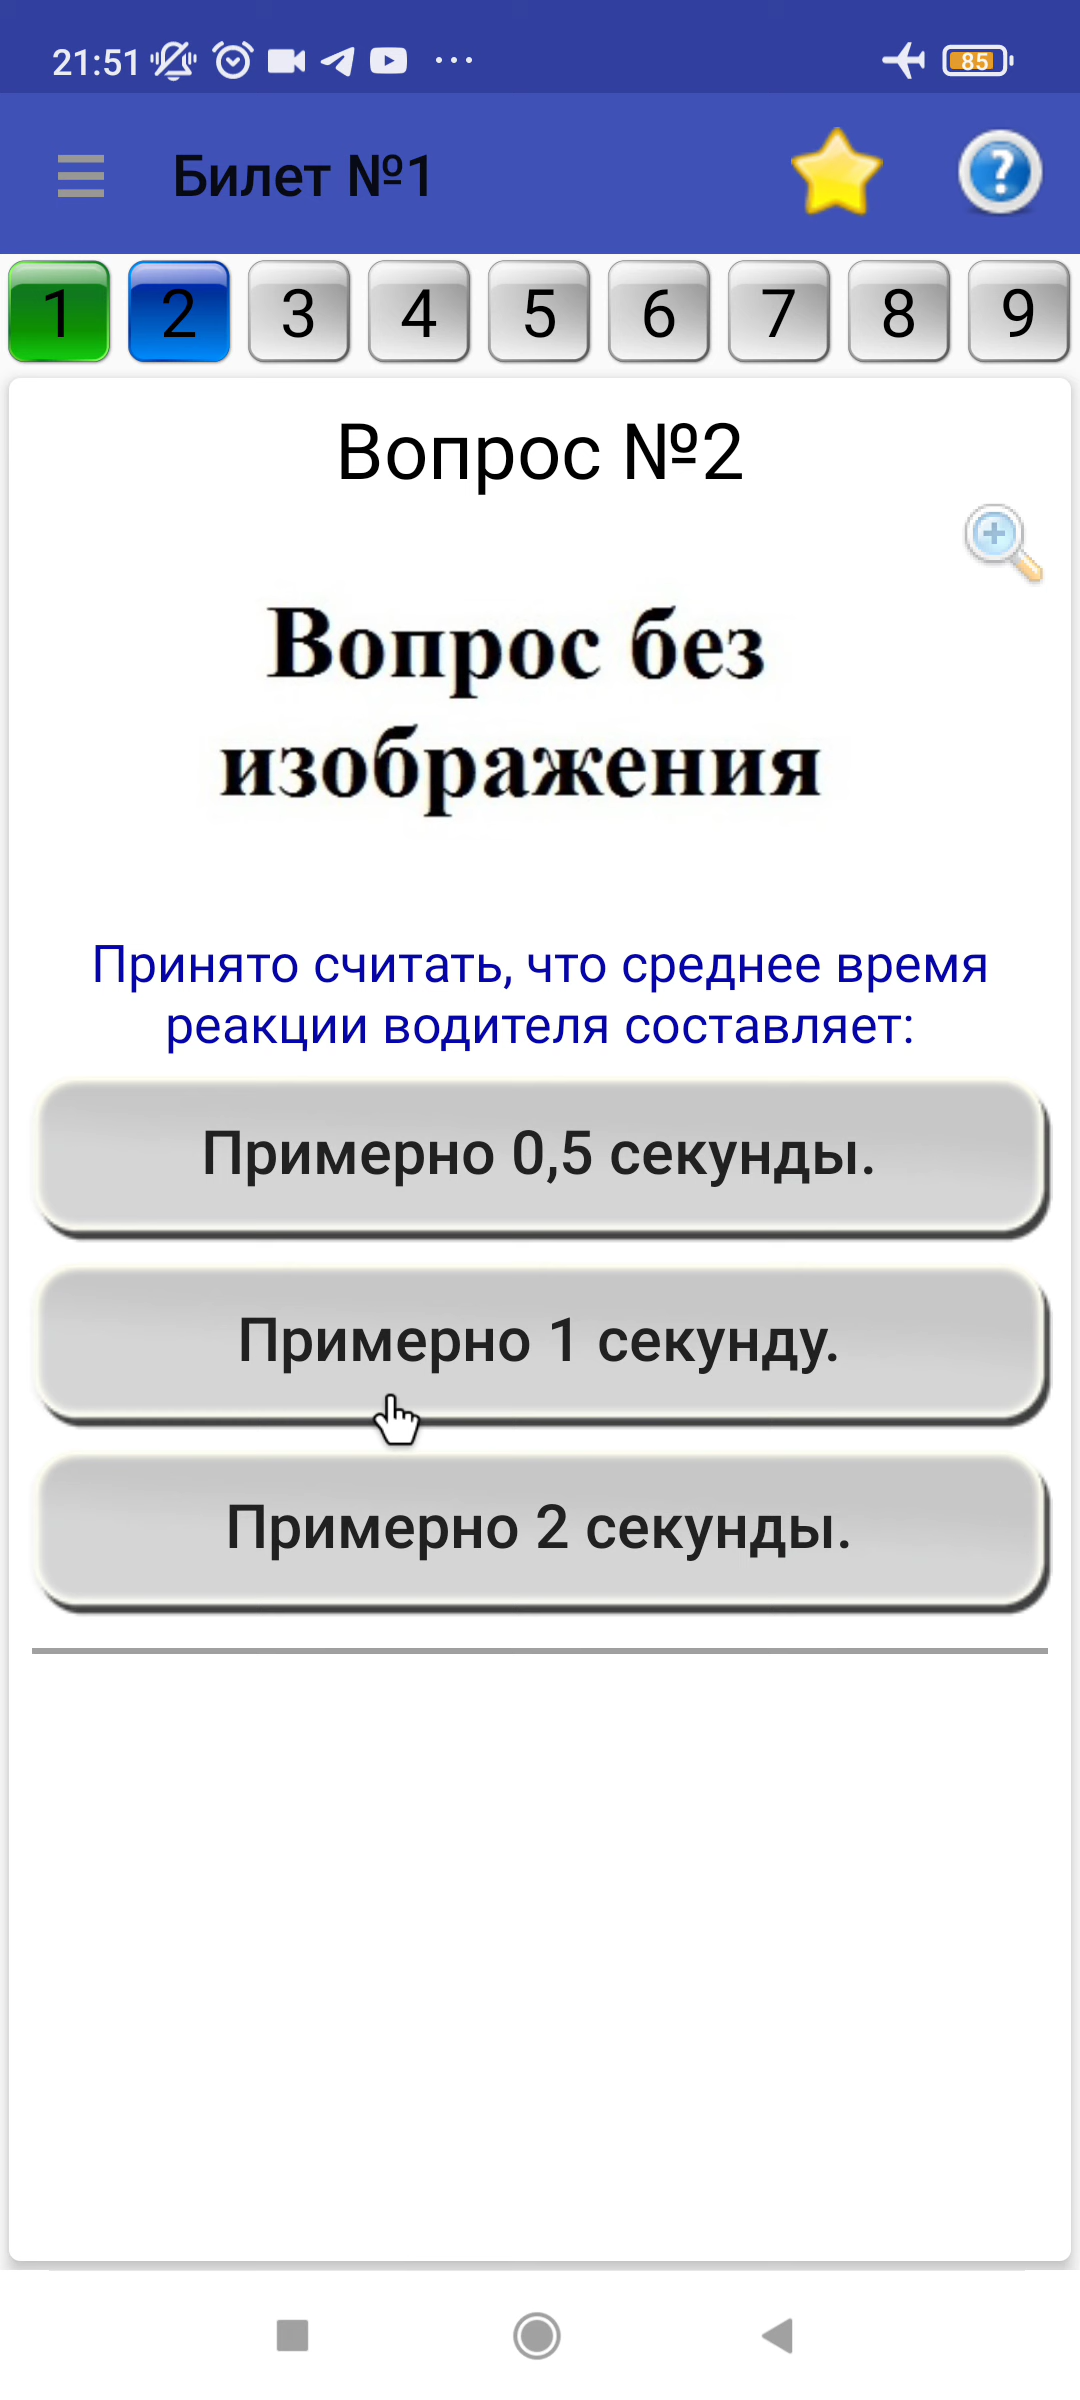 21:51
85
Билет №1
1 2 3 4 5 6 7 8 9
Вопрос №2
Вопрос без
изображения
Принято считать, что среднее время
реакции водителя составляет:
Примерно 0,5 секунды.
Примерно 1 секунду.
Примерно 2 секунды.